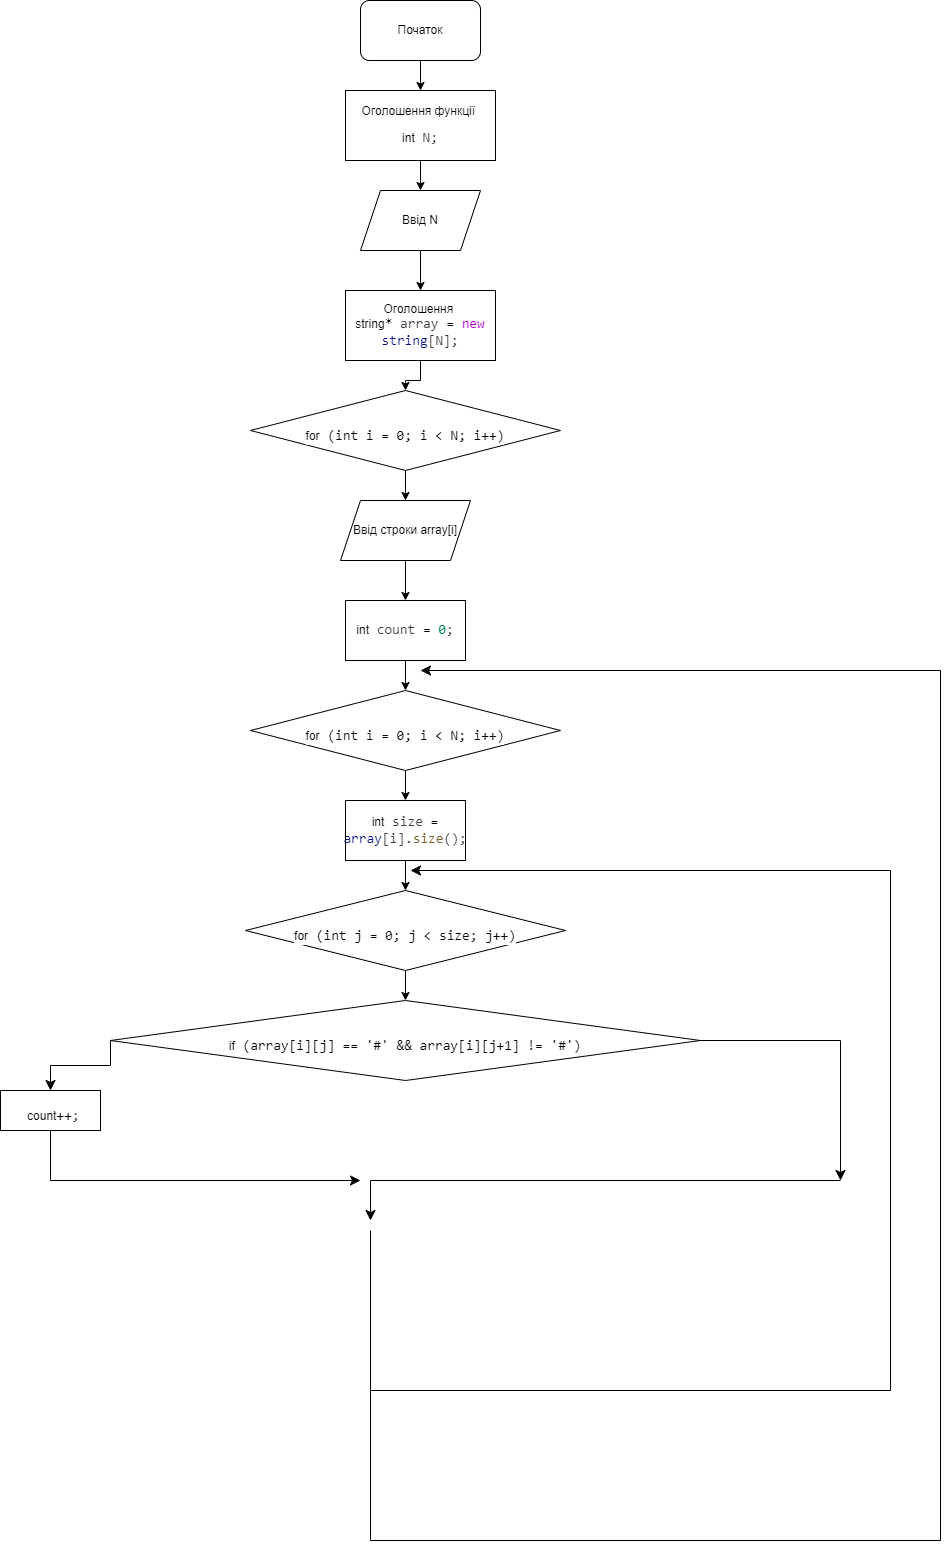 Початок
Оголошення функції
int N;
Ввід N
Оголошення
string* array = new
string[N];
for (int i = 0; i < N; i++)
Ввід строки array[i]
int count = 0;
for (int i = 0; i < N; i++)
int size =
array[i].size();
for (int j = 0; j < size; j++)
if (array[i][j] == '#' && array[i][j+1] != '#')
count++;